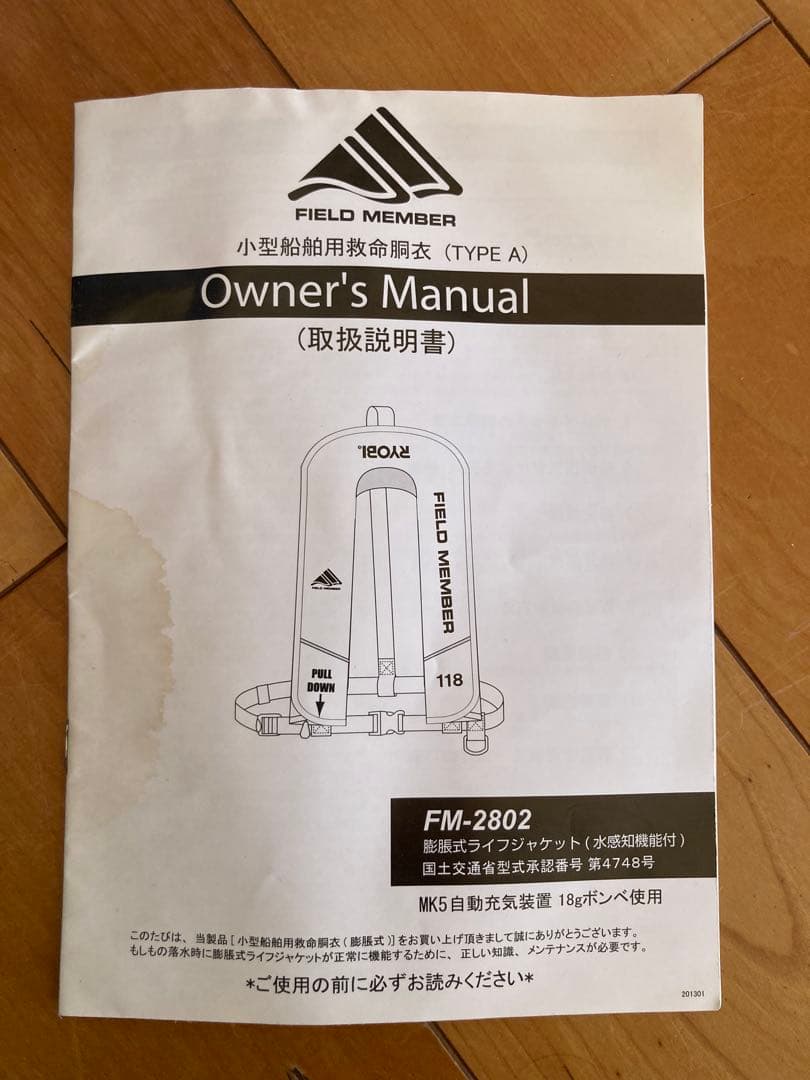 FIELD MEMBER
小型船舶用救命胴衣（TYPE A）
Owner's Manual
（取扱説明書）
RYOBI®
FIELD MEMBER
FIELD MEMBER
PULL
DOWN
118
FM-2802
膨脹式ライフジャケット(水感知機能付)
国土交通省型式承認番号 第4748号
MK5自動充気装置 18gボンベ使用
このたびは、当製品[小型船舶用救命胴衣(膨脹式)]をお買い上げ頂きまして誠にありがとうございます。
もしもの落水時に膨脹式ライフジャケットが正常に機能するために、正しい知識、メンテナンスが必要です。
*ご使用の前に必ずお読みください*
201301